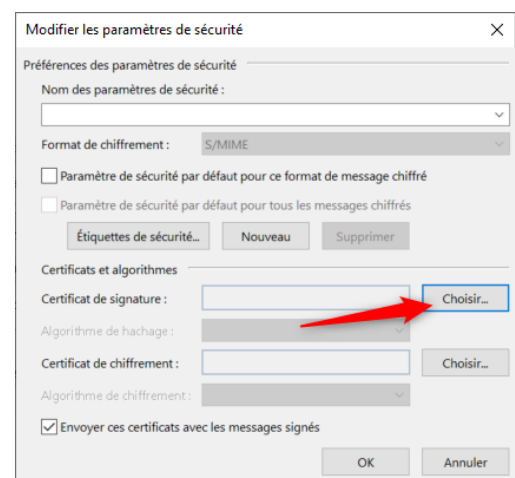 Modifier les paramètres de sécurité
Préférences des paramètres de sécurité
Nom des paramètres de sécurité :
Format de chiffrement : S/MIME
Paramètre de sécurité par défaut pour ce format de message chiffré
Paramètre de sécurité par défaut pour tous les messages chiffrés
Étiquettes de sécurité... Nouveau Supprimer
Certificats et algorithmes
Certificat de signature : Choisir...
Algorithme de hachage :
Certificat de chiffrement : Choisir...
Algorithme de chiffrement :
Envoyer ces certificats avec les messages signés
OK Annuler